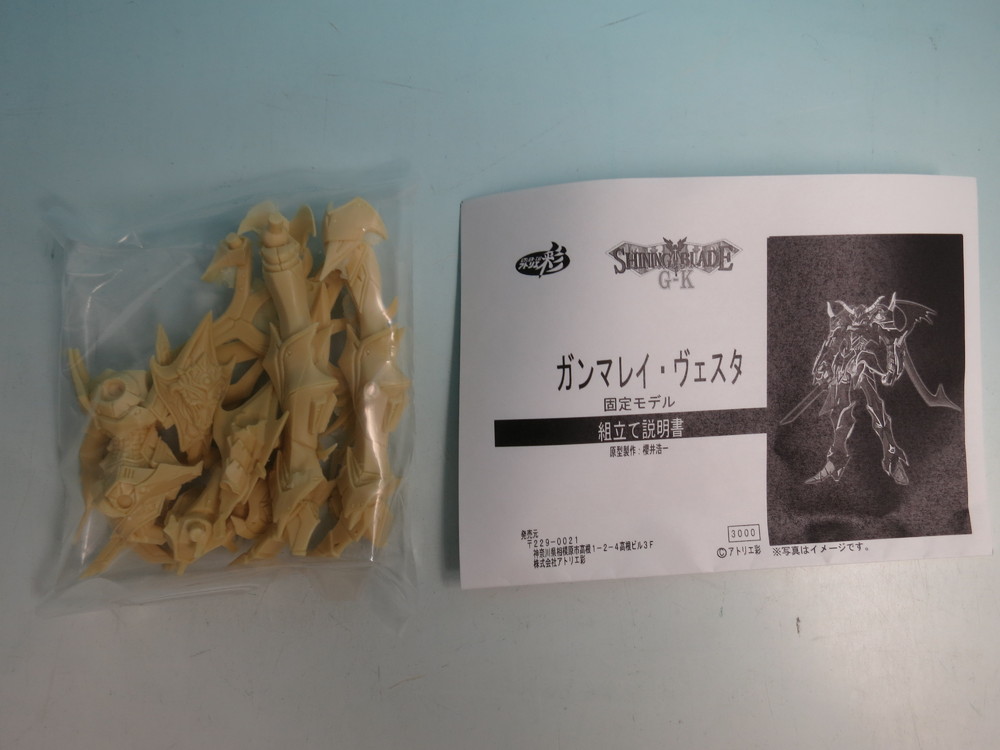 彩
SHINING BLADE
G-K
ガンマレイ・ヴェスタ
固定モデル
組立て説明書
原型製作：櫻井浩一
発売元
〒229-0021
神奈川県相模原市高根1-2-4高橋ビル3F
株式会社アトリエ彩
3000
©アトリエ彩
※写真はイメージです。